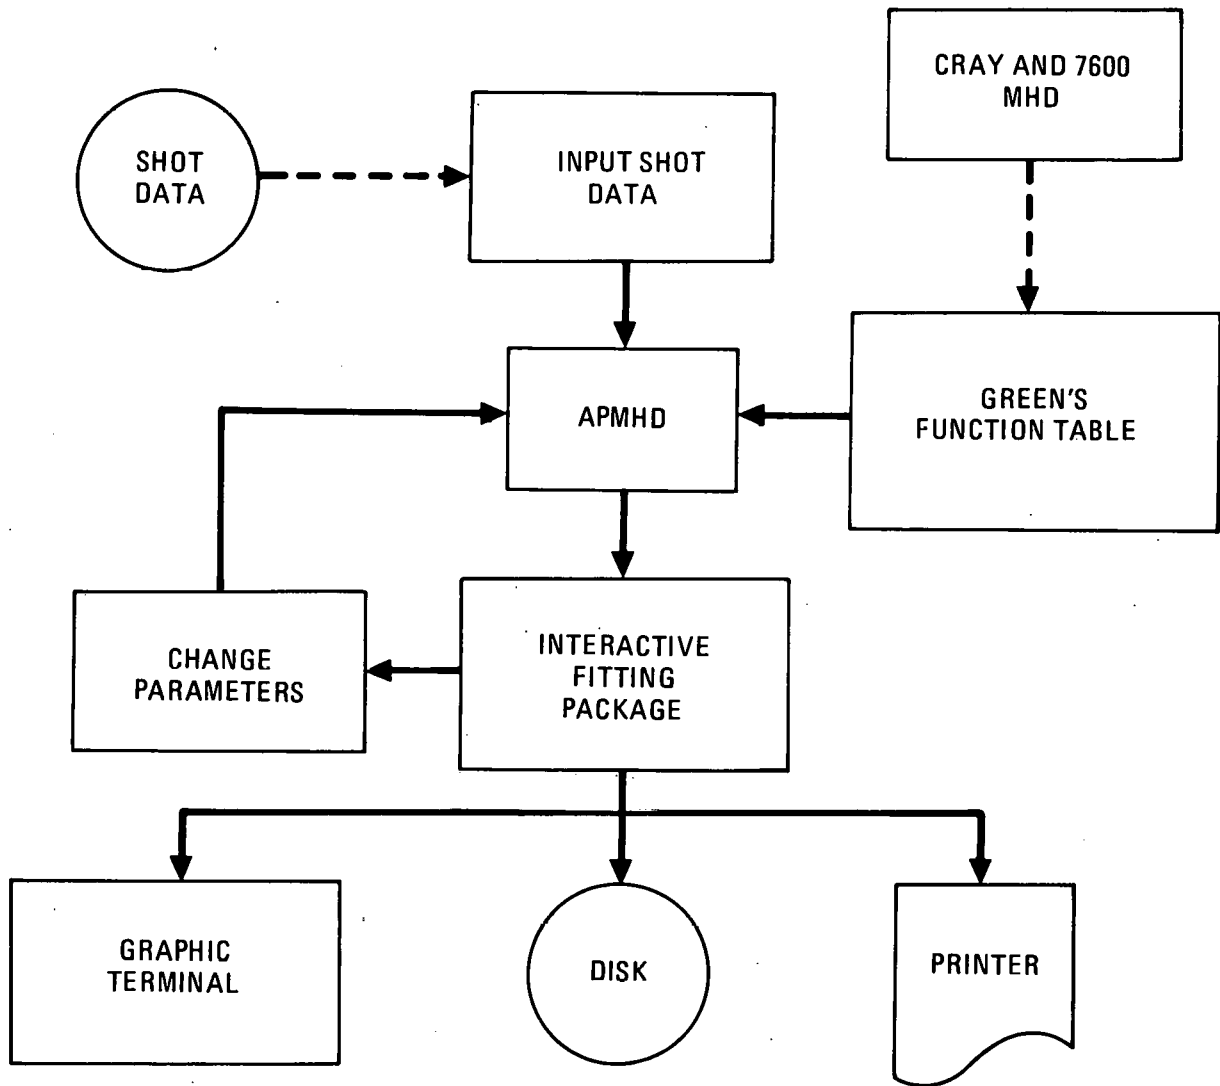 CRAY AND 7600
MHD
SHOT
DATA
INPUT SHOT
DATA
GREEN'S
FUNCTION TABLE
APMHD
CHANGE
PARAMETERS
INTERACTIVE
FITTING
PACKAGE
GRAPHIC
TERMINAL
DISK
PRINTER